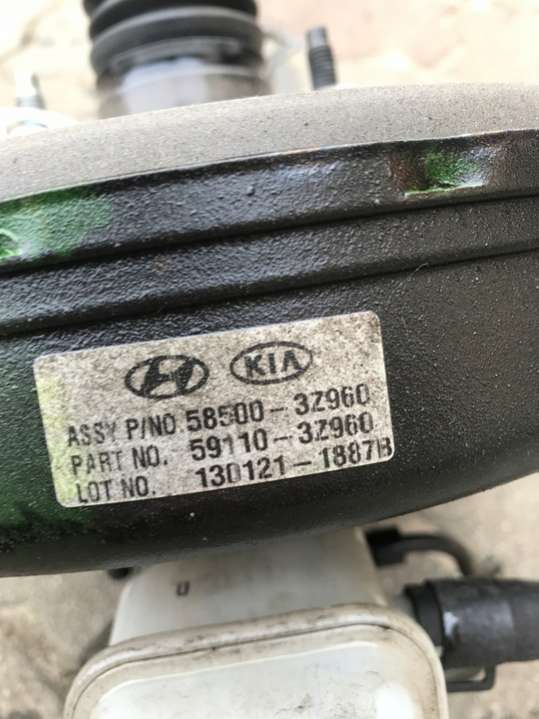 KIA
ASSY P/NO 58500-3Z960
PART NO. 59110-3Z960
LOT NO. 130121-1887B